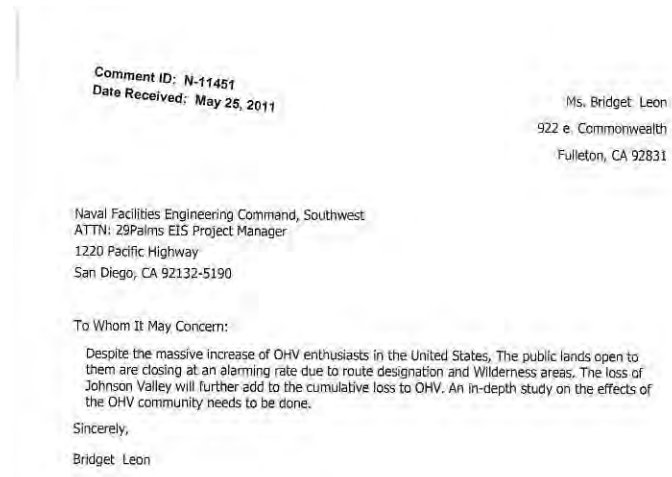 Comment ID: N-11451
Date Received: May 25, 2011
Ms. Bridget Leon
922 e. Commonwealth
Fulleton, CA 92831
Naval Facilities Engineering Command, Southwest
ATTN: 29Palms EIS Project Manager
1220 Pacific Highway
San Diego, CA 92132-5190
To Whom It May Concern:
Despite the massive increase of OHV enthusiasts in the United States, The public lands open to
them are closing at an alarming rate due to route designation and Wilderness areas. The loss of
Johnson Valley will further add to the cumulative loss to OHV. An in-depth study on the effects of
the OHV community needs to be done.
Sincerely,
Bridget Leon